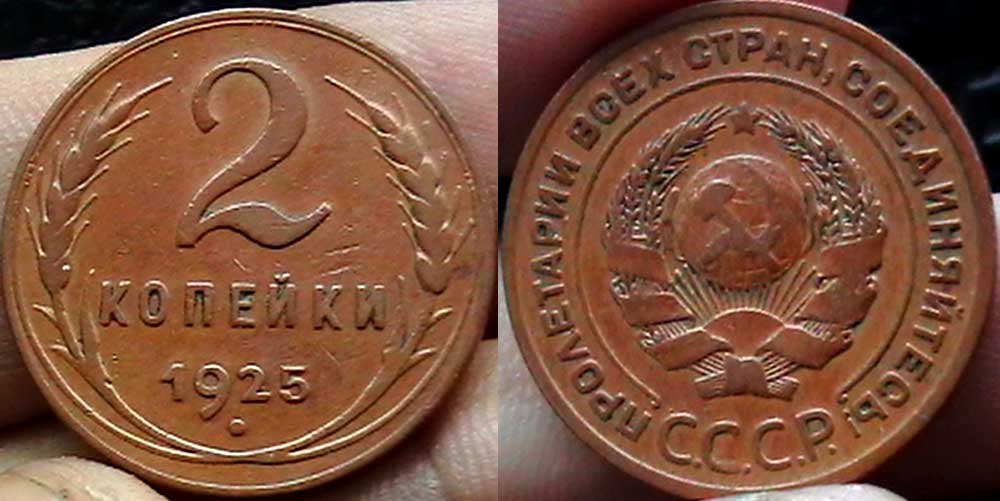 2
КОПЕЙКИ
1925
ПРОЛЕТАРИИ ВСЕХ СТРАН, СОЕДИНЯЙТЕСЬ!
С.С.С.Р.